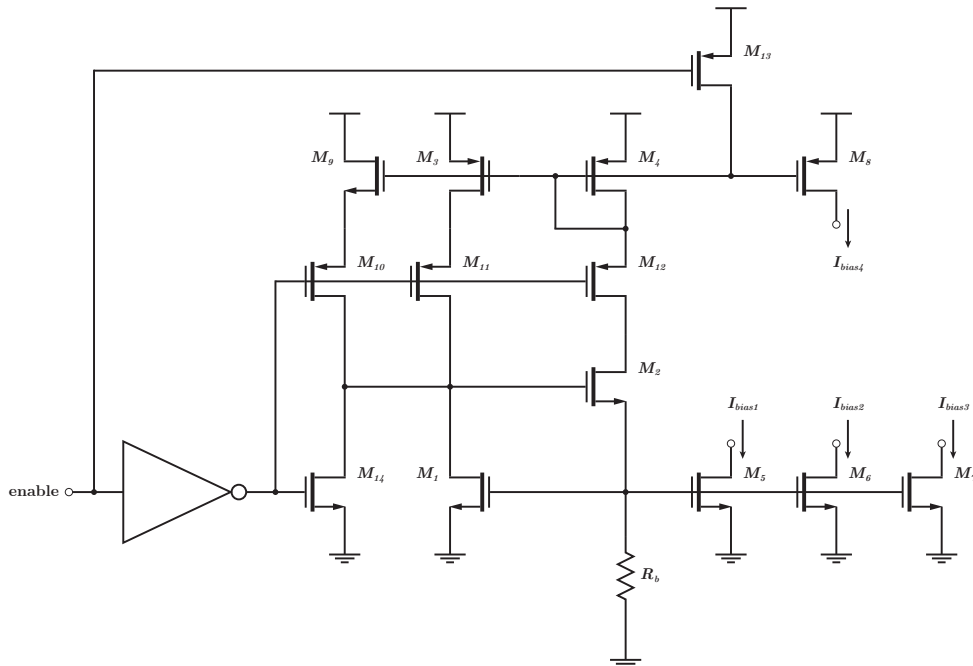 M13
M9
M3
M4
M8
M10
M11
M12
Ibias4
M2
Ibias1
Ibias2
Ibias3
enable
M14
M1
M5
M6
Rb